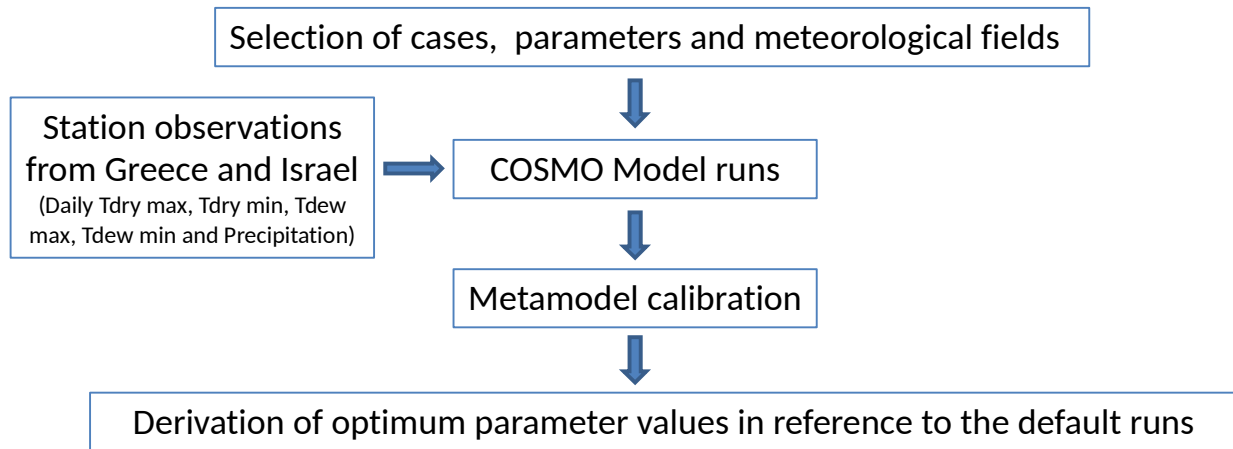 Selection of cases,  parameters and meteorological fields
Station observations
from Greece and Israel
(Daily Tdry max, Tdry min, Tdew
max, Tdew min and Precipitation)
COSMO Model runs
Metamodel calibration
Derivation of optimum parameter values in reference to the default runs